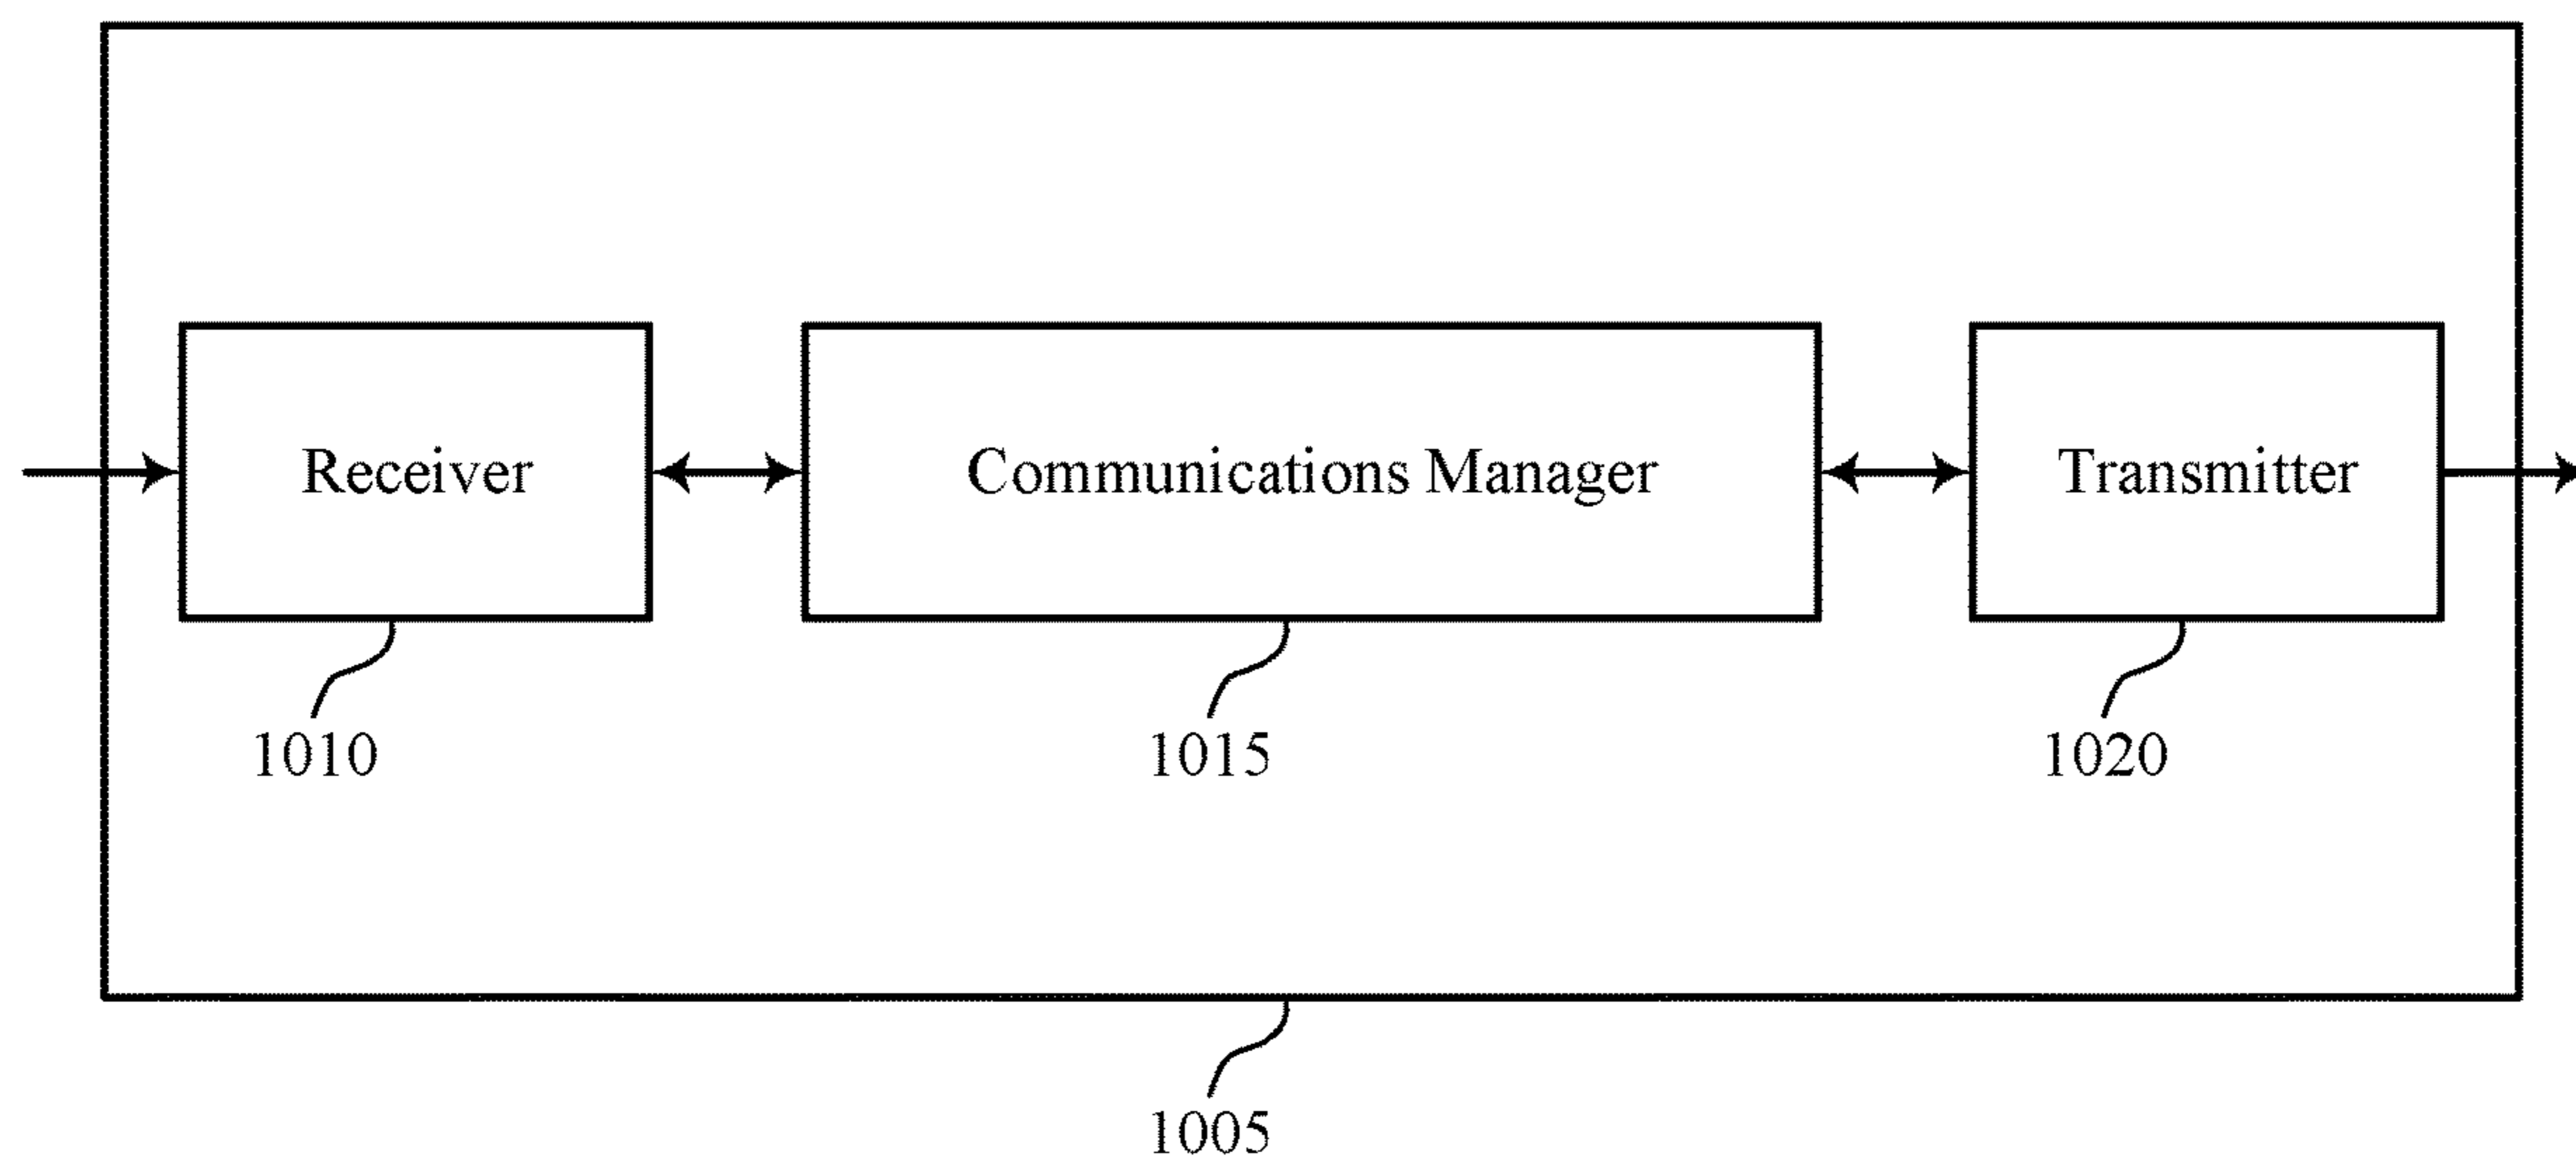 Receiver
Communications Manager
Transmitter
1010
1015
1020
1005